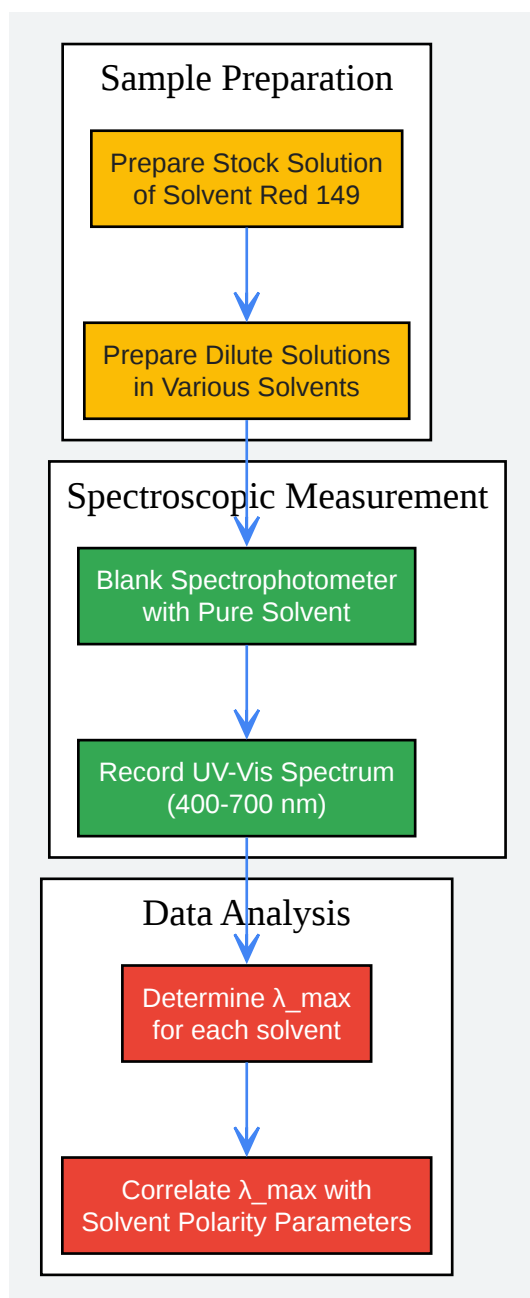 Sample Preparation
Prepare Stock Solution
of Solvent Red 149
Prepare Dilute Solutions
in Various Solvents
Spectroscopic Measurement
Blank Spectrophotometer
with Pure Solvent
Record UV-Vis Spectrum
(400-700 nm)
Data Analysis
Determine λ_max
for each solvent
Correlate λ_max with
Solvent Polarity Parameters